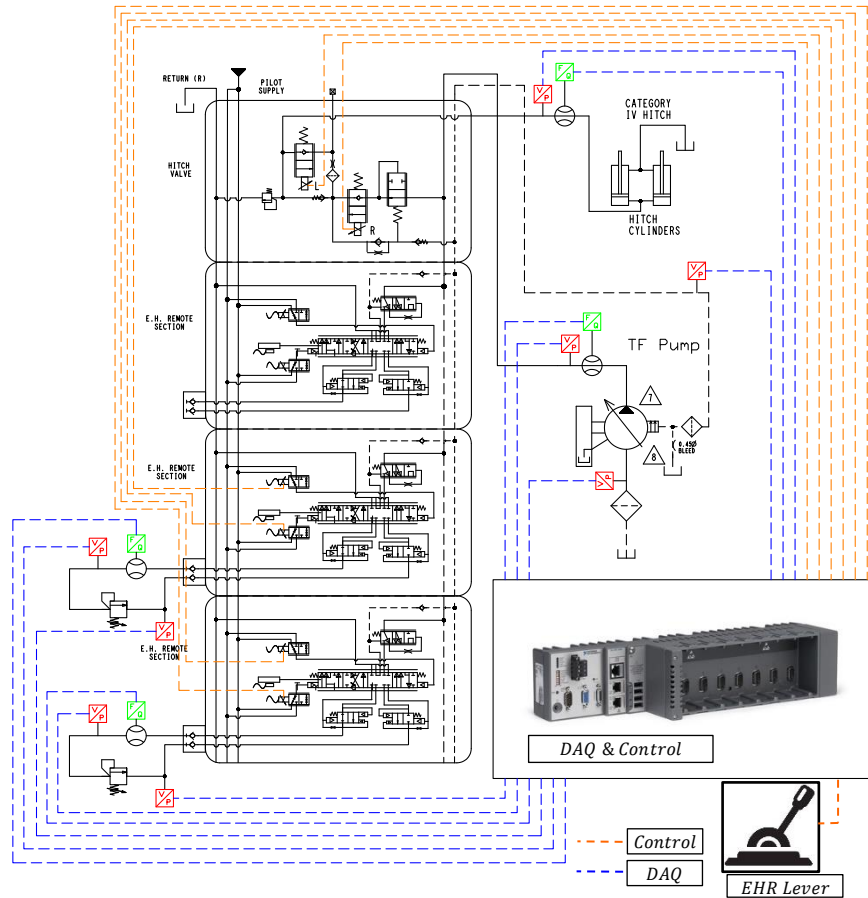 RETURN (R)
PILOT
SUPPLY
V
P
F
Q
CATEGORY
IV HITCH
HITCH
VALVE
L
R
HITCH
CYLINDERS
V
P
E.H. REMOTE
SECTION
F
Q
V
P
TF Pump
7
8
0.45Ø
BLEED
V
P
E.H. REMOTE
SECTION
F
Q
V
P
V
P
E.H. REMOTE
SECTION
F
Q
V
P
V
P
DAQ & Control
Control
DAQ
EHR Lever